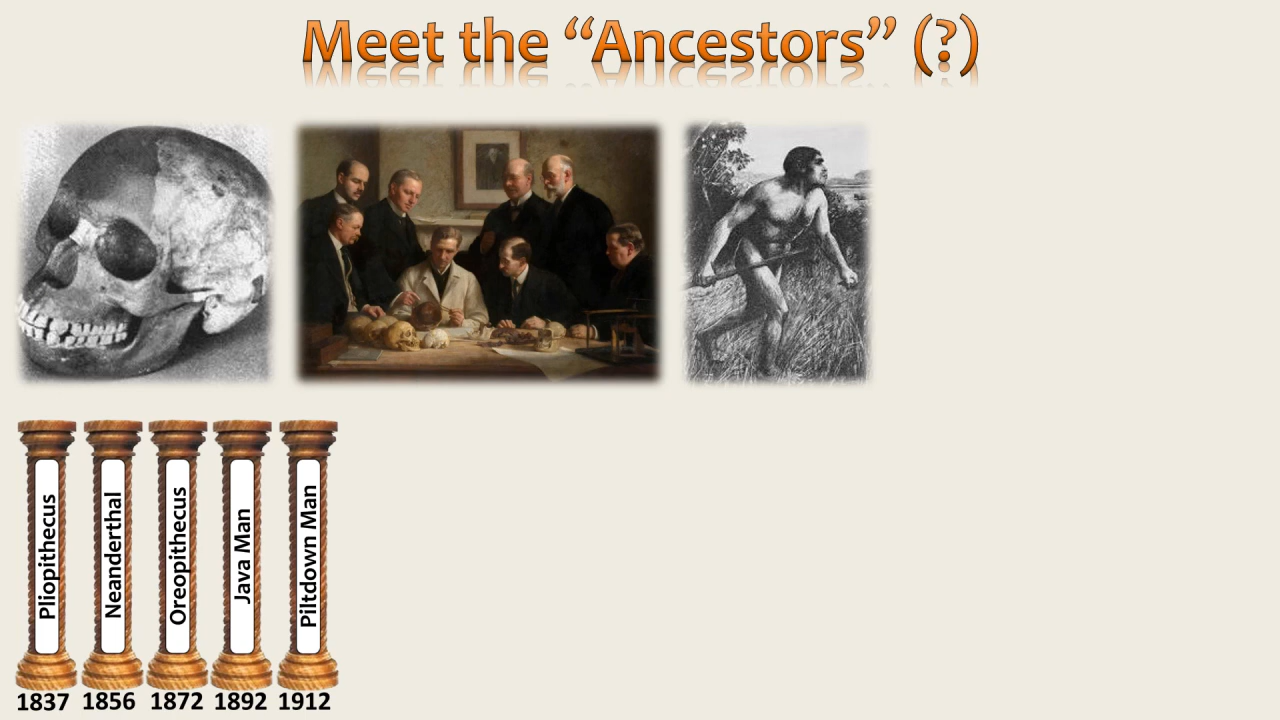 Meet the “Ancestors” (?)
Pliopithecus
Neanderthal
Oreopithecus
Java Man
Piltdown Man
1837 1856 1872 1892 1912